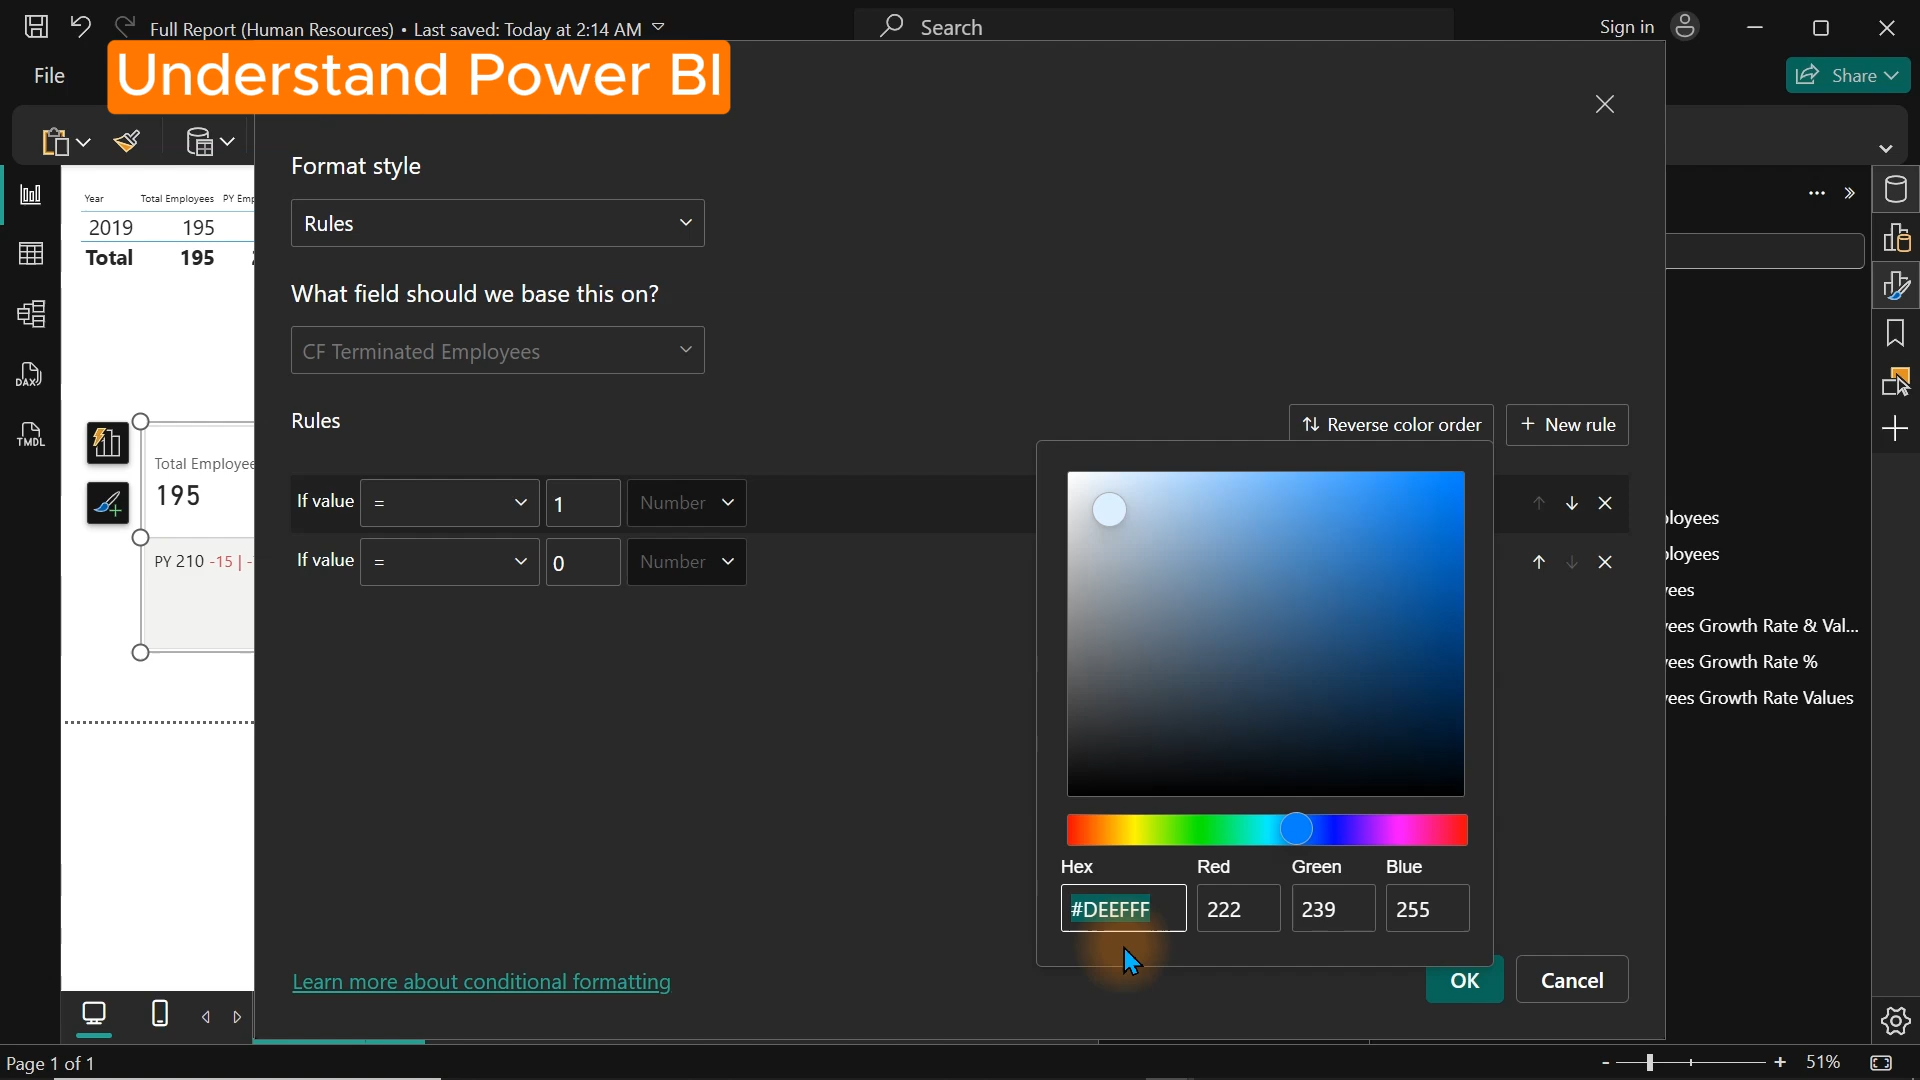 Full Report (Human Resources) • Last saved: Today at 2:14 AM
Search
Sign in
File
Understand Power BI
Share
Format style
Rules
Year Total Employees PY Emp
2019 195
Total 195
What field should we base this on?
CF Terminated Employees
DAX
TMDL
Rules
Reverse color order
New rule
Total Employee
195
If value = 1 Number
If value = 0 Number
PY 210 -15 | -
loyees
loyees
ees
ees Growth Rate & Val...
ees Growth Rate %
ees Growth Rate Values
Hex Red Green Blue
#DEEFFF 222 239 255
Learn more about conditional formatting
OK
Cancel
Page 1 of 1
- + 51%